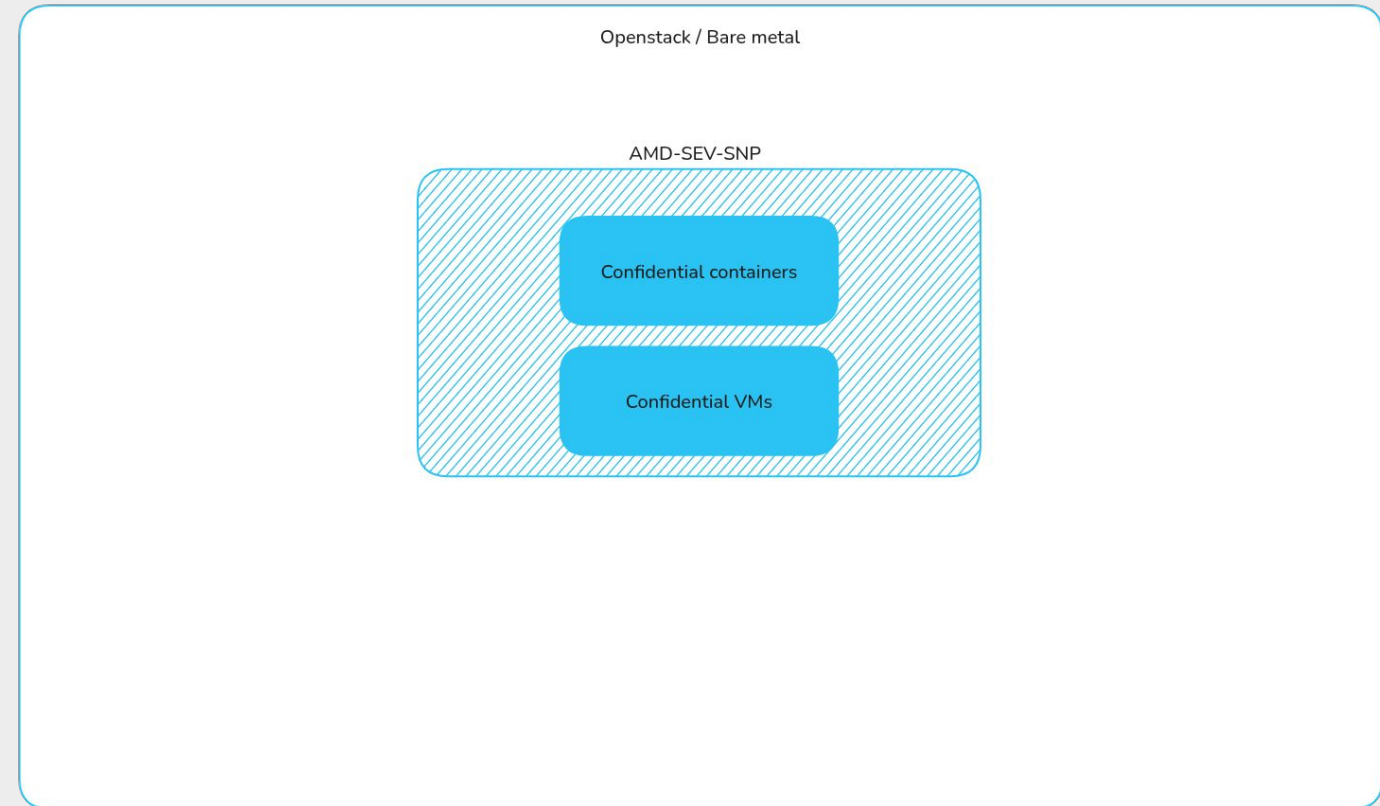 Openstack / Bare metal
AMD-SEV-SNP
Confidential containers
Confidential VMs